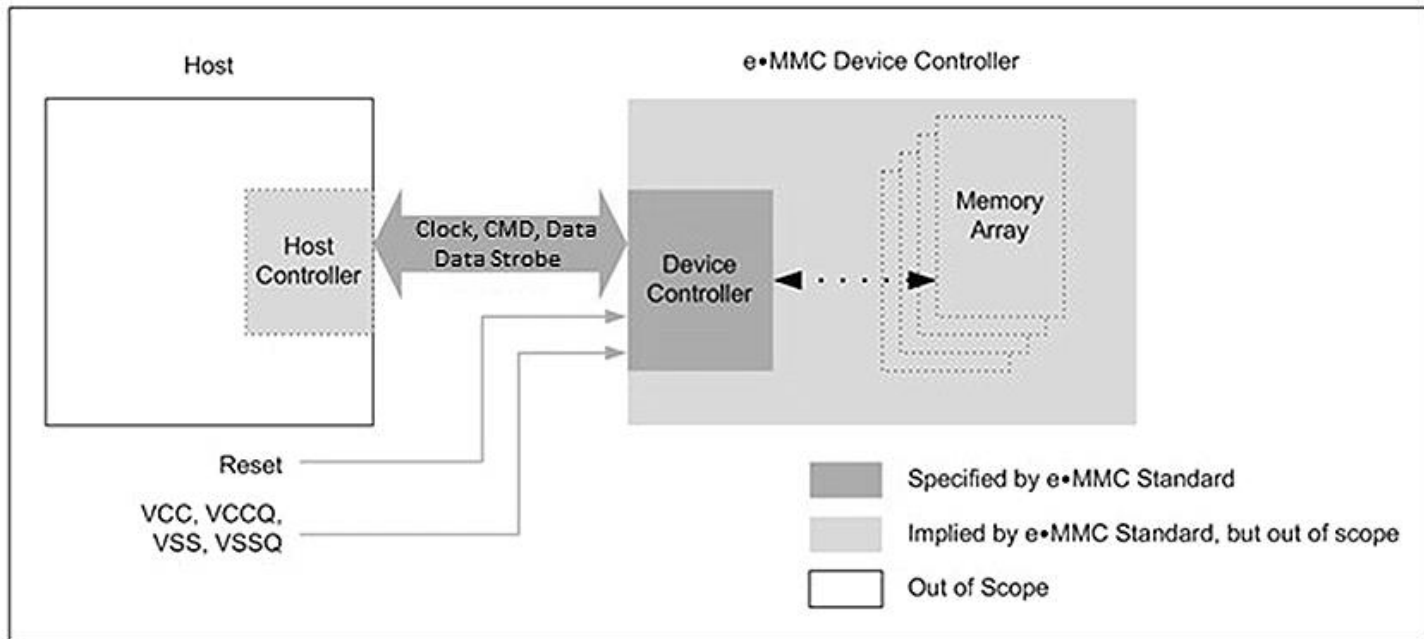 Host
e•MMC Device Controller
Host
Controller
Clock, CMD, Data
Data Strobe
Device
Controller
Memory
Array
Reset
VCC, VCCQ,
VSS, VSSQ
Specified by e•MMC Standard
Implied by e•MMC Standard, but out of scope
Out of Scope